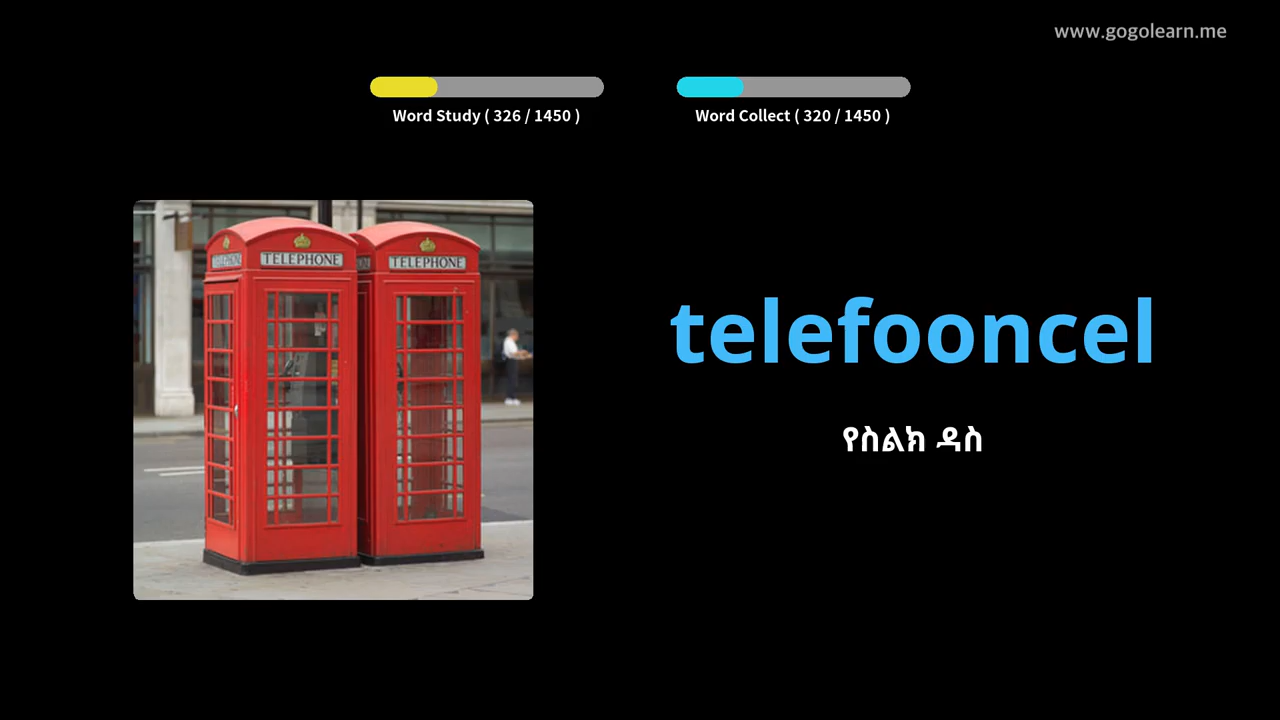 www.gogolearn.me
Word Study ( 326 / 1450 )
Word Collect ( 320 / 1450 )
TELEPHONE
TELEPHONE
telefooncel
የስልክ ዳስ